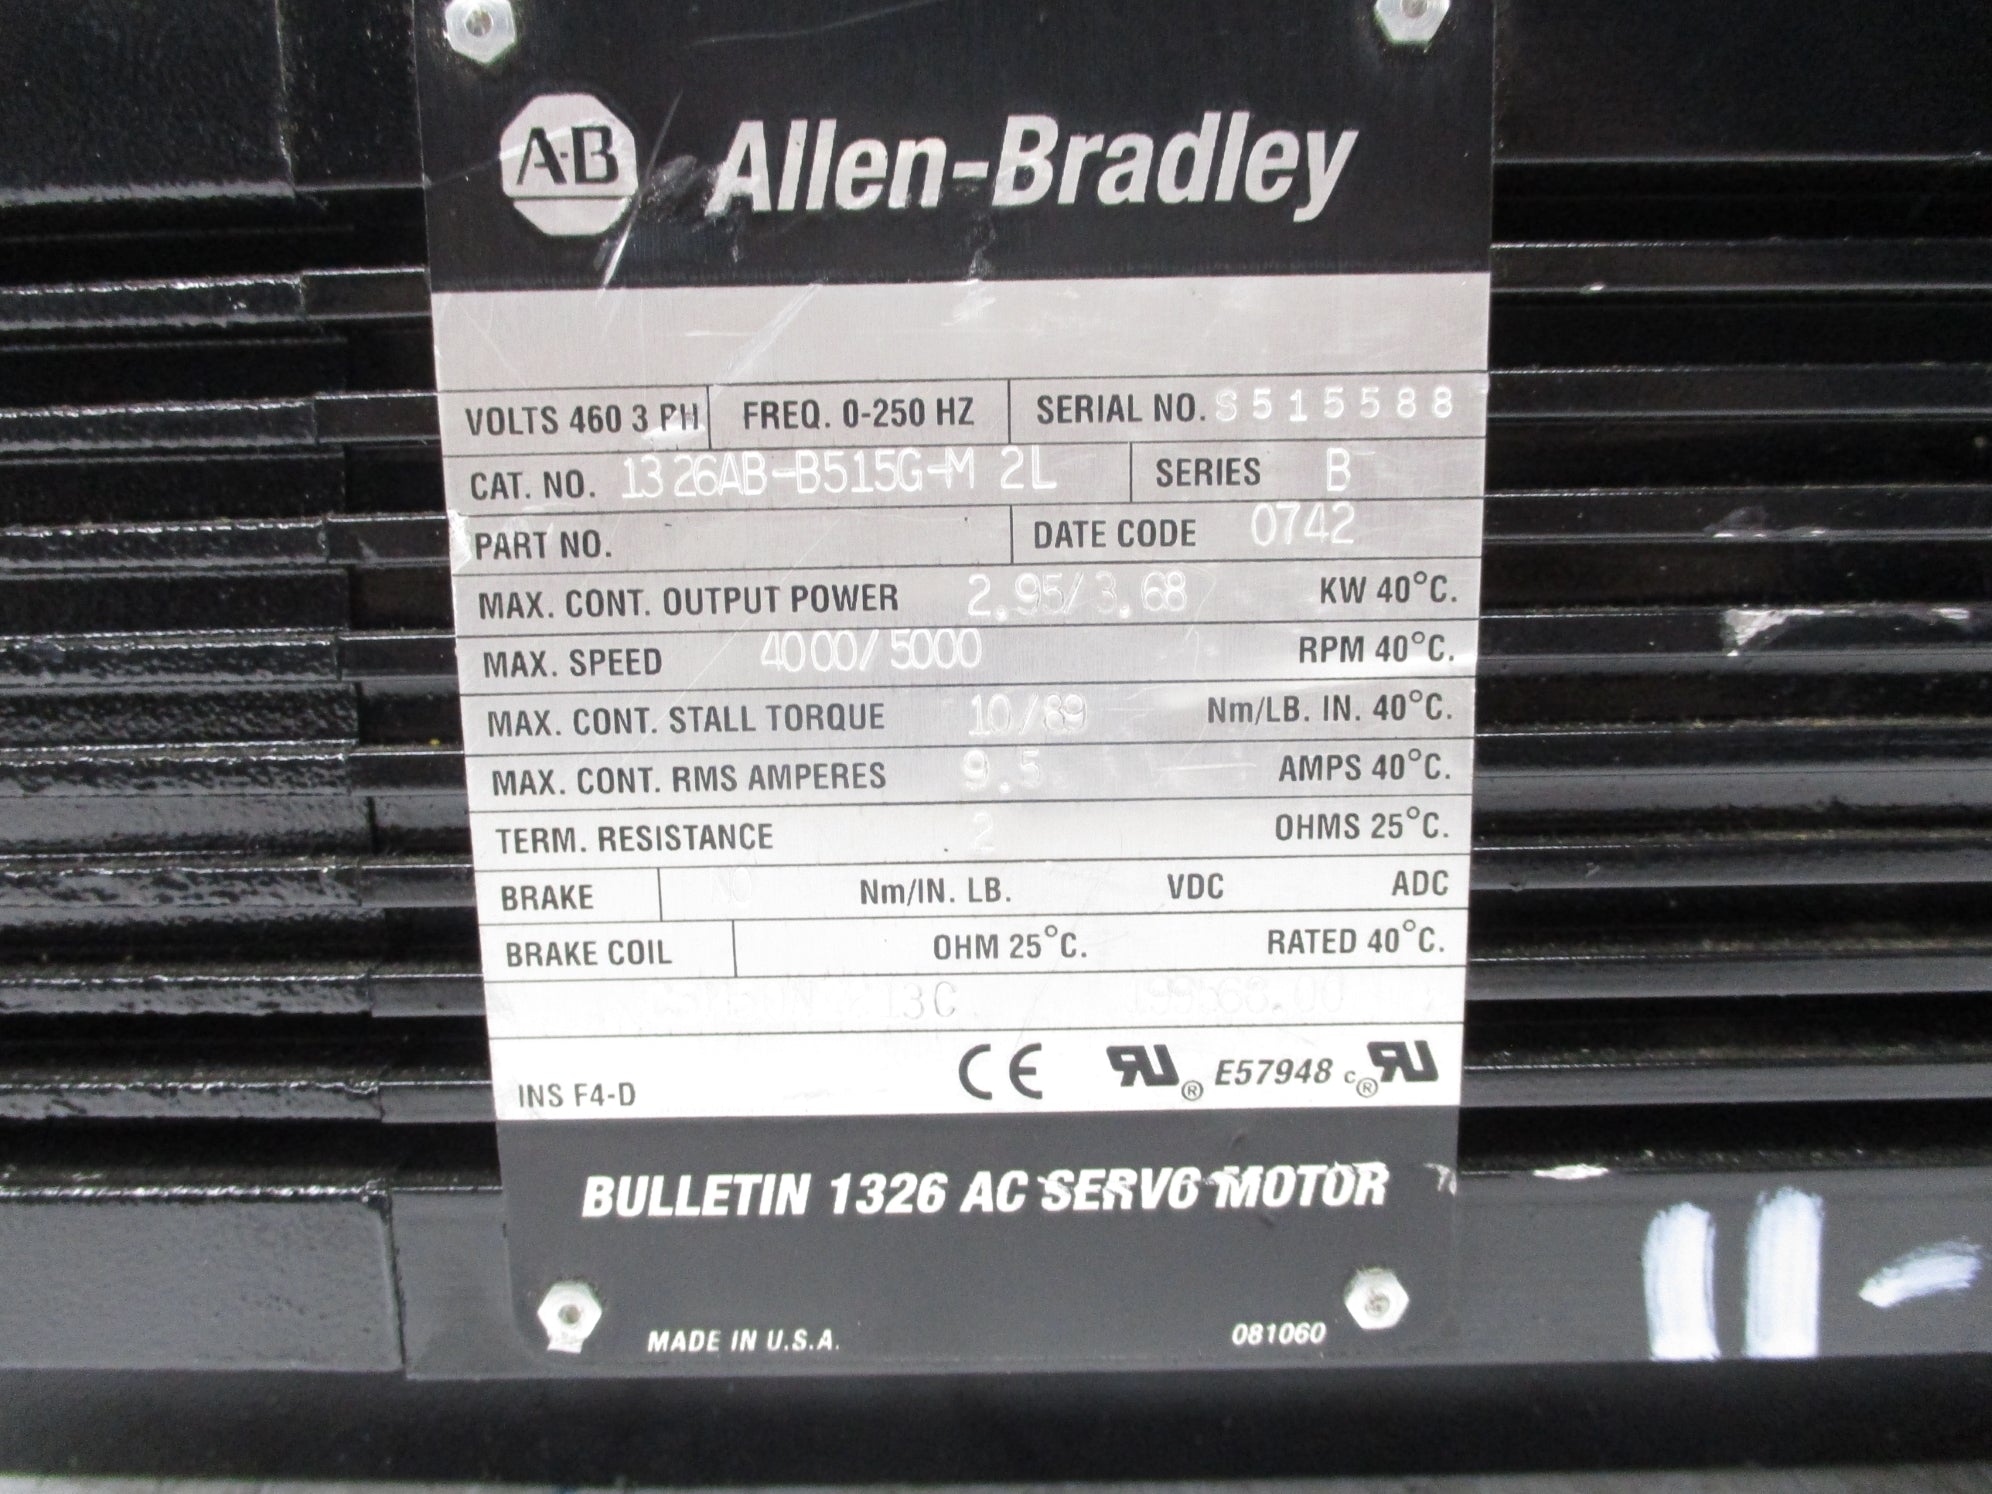 A-B Allen-Bradley
VOLTS 460 3 PH FREQ. 0-250 HZ SERIAL NO. S515588
CAT. NO. 1326AB-B515G-M2L SERIES B
PART NO. DATE CODE 0742
MAX. CONT. OUTPUT POWER 2.95/3.68 KW 40°C.
MAX. SPEED 4000/5000 RPM 40°C.
MAX. CONT. STALL TORQUE 10/89 Nm/LB. IN. 40°C.
MAX. CONT. RMS AMPERES 9.5 AMPS 40°C.
TERM. RESISTANCE 2 OHMS 25°C.
BRAKE NO Nm/IN. LB. VDC ADC
BRAKE COIL OHM 25°C. RATED 40°C.
13C
INS F4-D CE RU ® E57948 c ® RU
BULLETIN 1326 AC SERVO MOTOR
MADE IN U.S.A. 081060